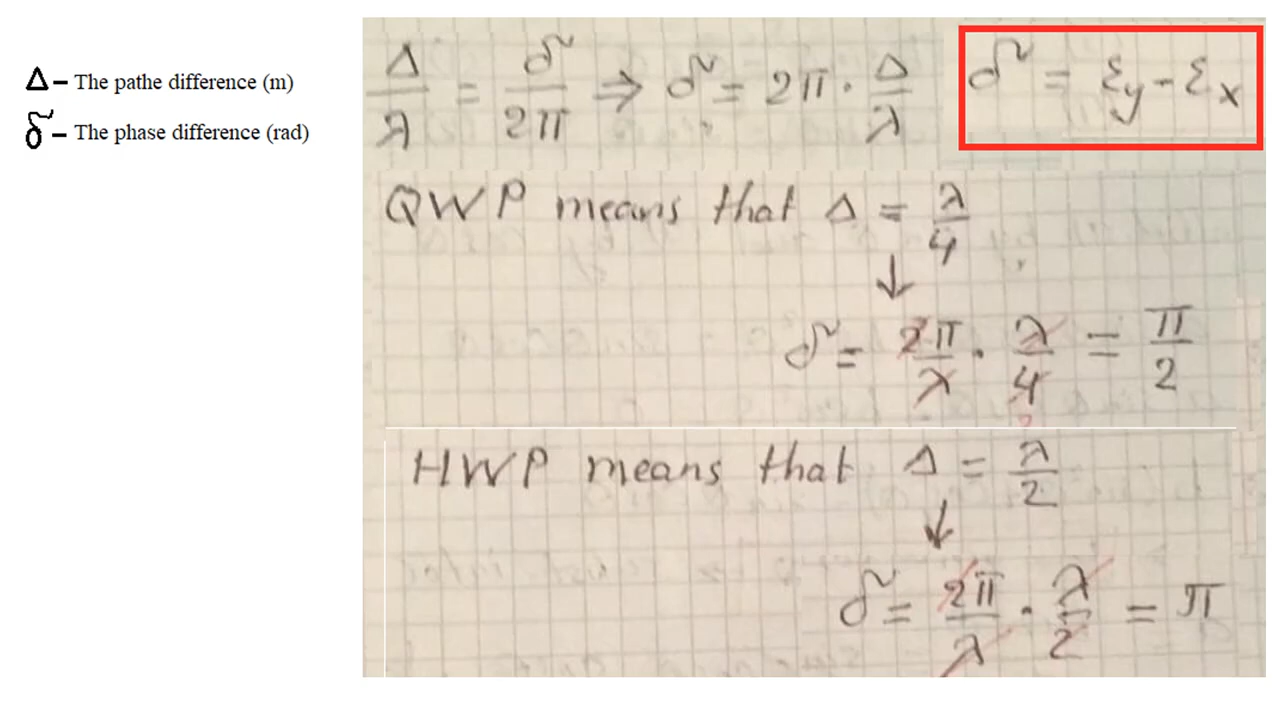 Δ – The pathe difference (m)
δ – The phase difference (rad)
Δ/λ = δ/2π ⇒ δ = 2π · Δ/λ
δ = εy - εx
QWP means that Δ = λ/4
↓
δ = 2π/λ · λ/4 = π/2
HWP means that Δ = λ/2
↓
δ = 2π/λ · λ/2 = π